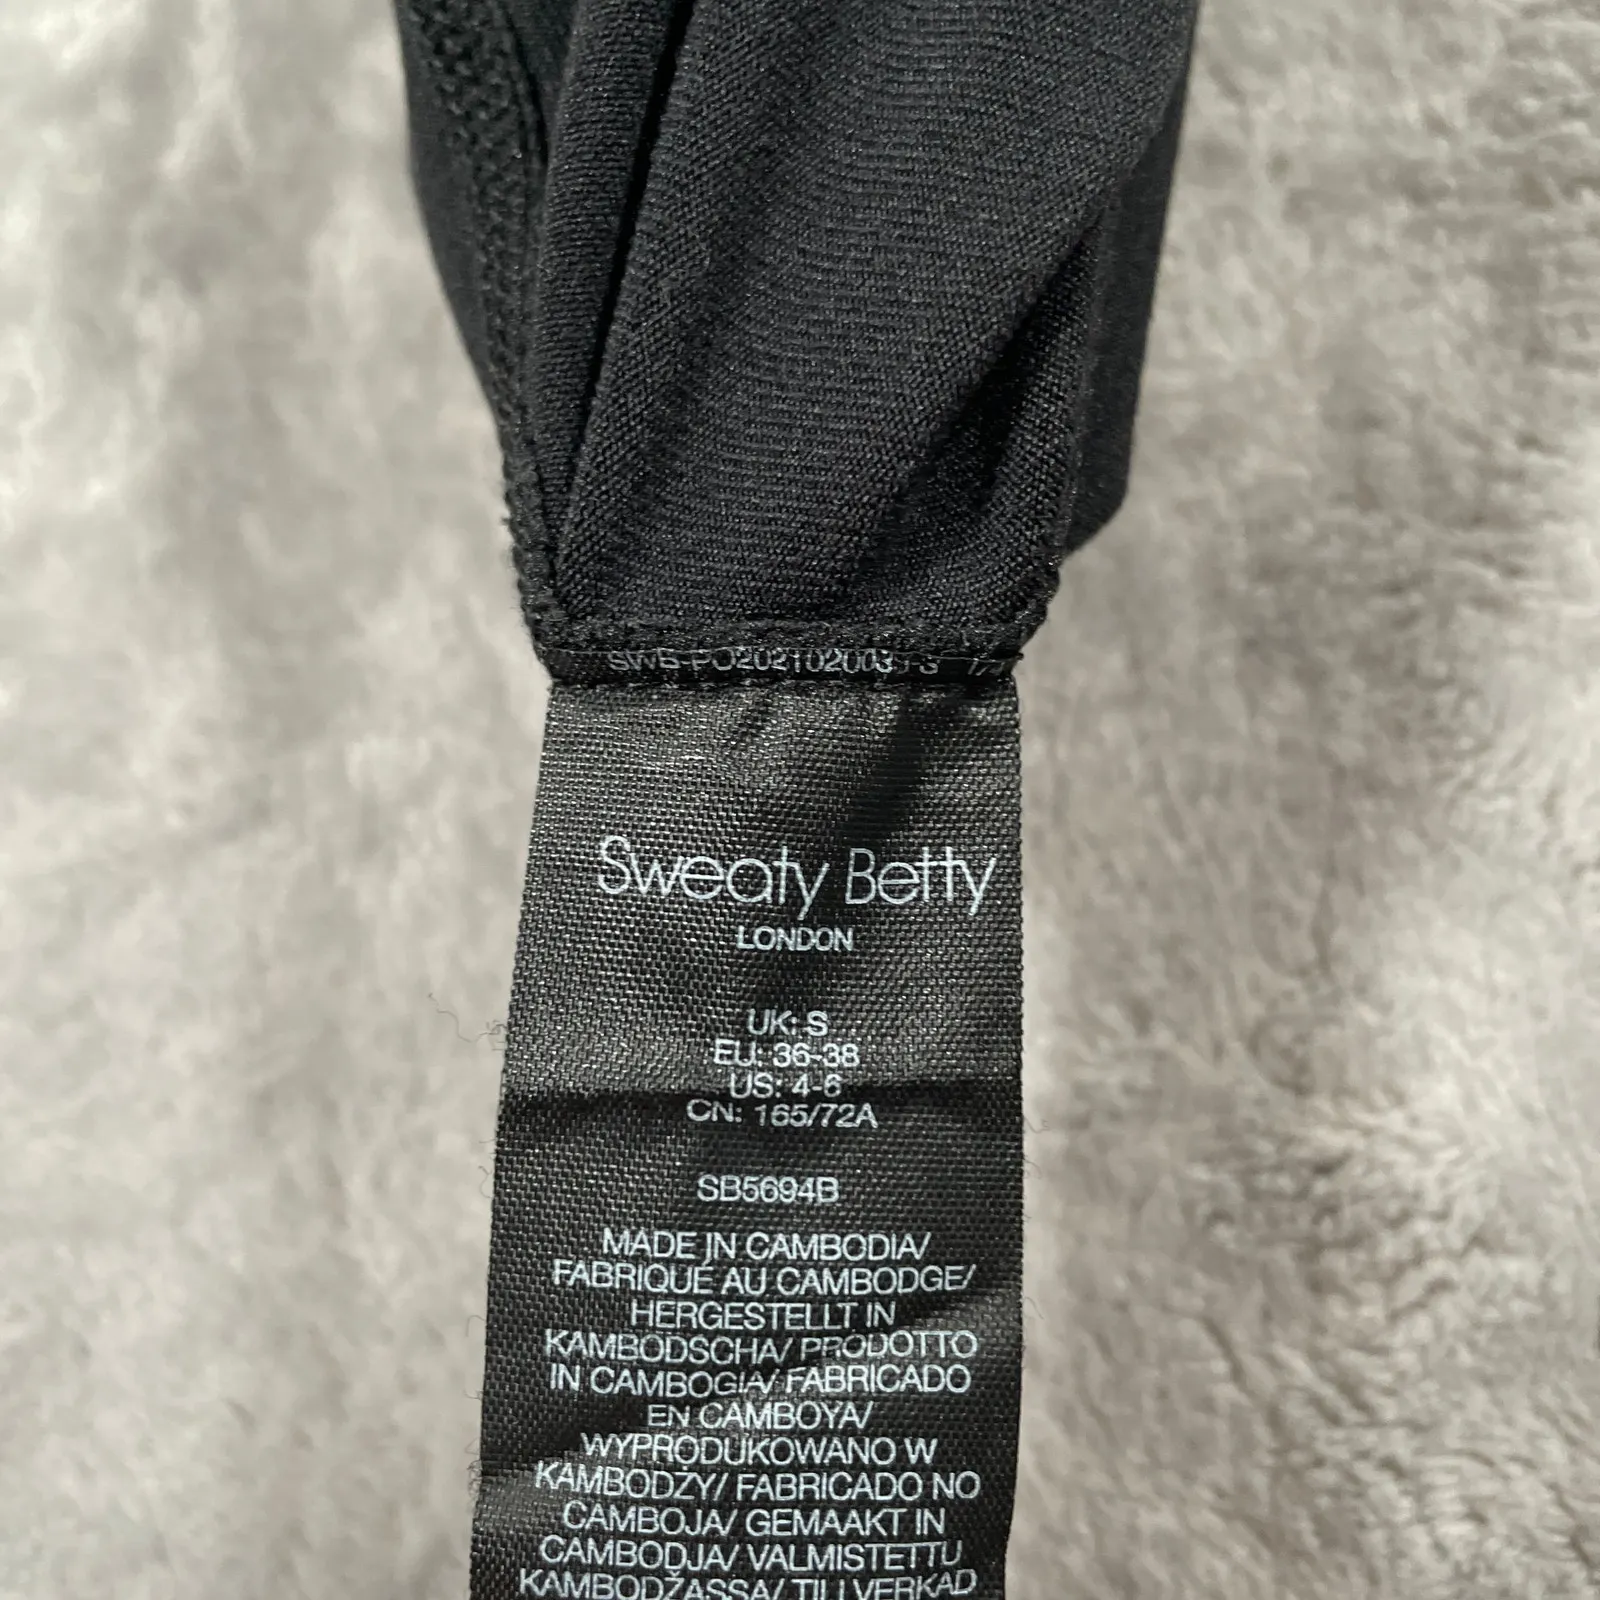 Sweaty Betty
LONDON
UK: S
EU: 36-38
US: 4-6
CN: 165/72A
SB5694B
MADE IN CAMBODIA/
FABRIQUÉ AU CAMBODGE/
HERGESTELLT IN
KAMBODSCHA/ PRODOTTO
IN CAMBOGIA/ FABRICADO
EN CAMBOYA/
WYPRODUKOWANO W
KAMBODŻY/ FABRICADO NO
CAMBOJA/ GEMAAKT IN
CAMBODJA/ VALMISTETTU
KAMBODŽASSA/ TILLVERKAD